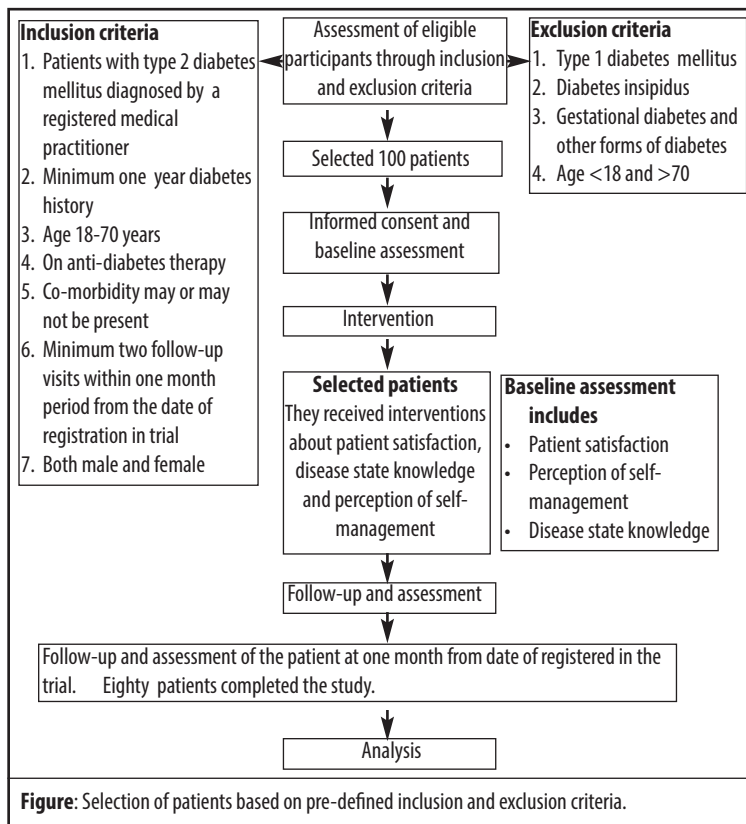 Inclusion criteria
1. Patients with type 2 diabetes
mellitus diagnosed by a
registered medical
practitioner
2. Minimum one year diabetes
history
3. Age 18-70 years
4. On anti-diabetes therapy
5. Co-morbidity may or may
not be present
6. Minimum two follow-up
visits within one month
period from the date of
registration in trial
7. Both male and female
Assessment of eligible
participants through inclusion
and exclusion criteria
Exclusion criteria
1. Type 1 diabetes mellitus
2. Diabetes insipidus
3. Gestational diabetes and
other forms of diabetes
4. Age <18 and >70
Selected 100 patients
Informed consent and
baseline assessment
Intervention
Selected patients
They received interventions
about patient satisfaction,
disease state knowledge
and perception of self-
management
Baseline assessment
includes
• Patient satisfaction
• Perception of self-
management
• Disease state knowledge
Follow-up and assessment
Follow-up and assessment of the patient at one month from date of registered in the
trial. Eighty patients completed the study.
Analysis
Figure: Selection of patients based on pre-defined inclusion and exclusion criteria.